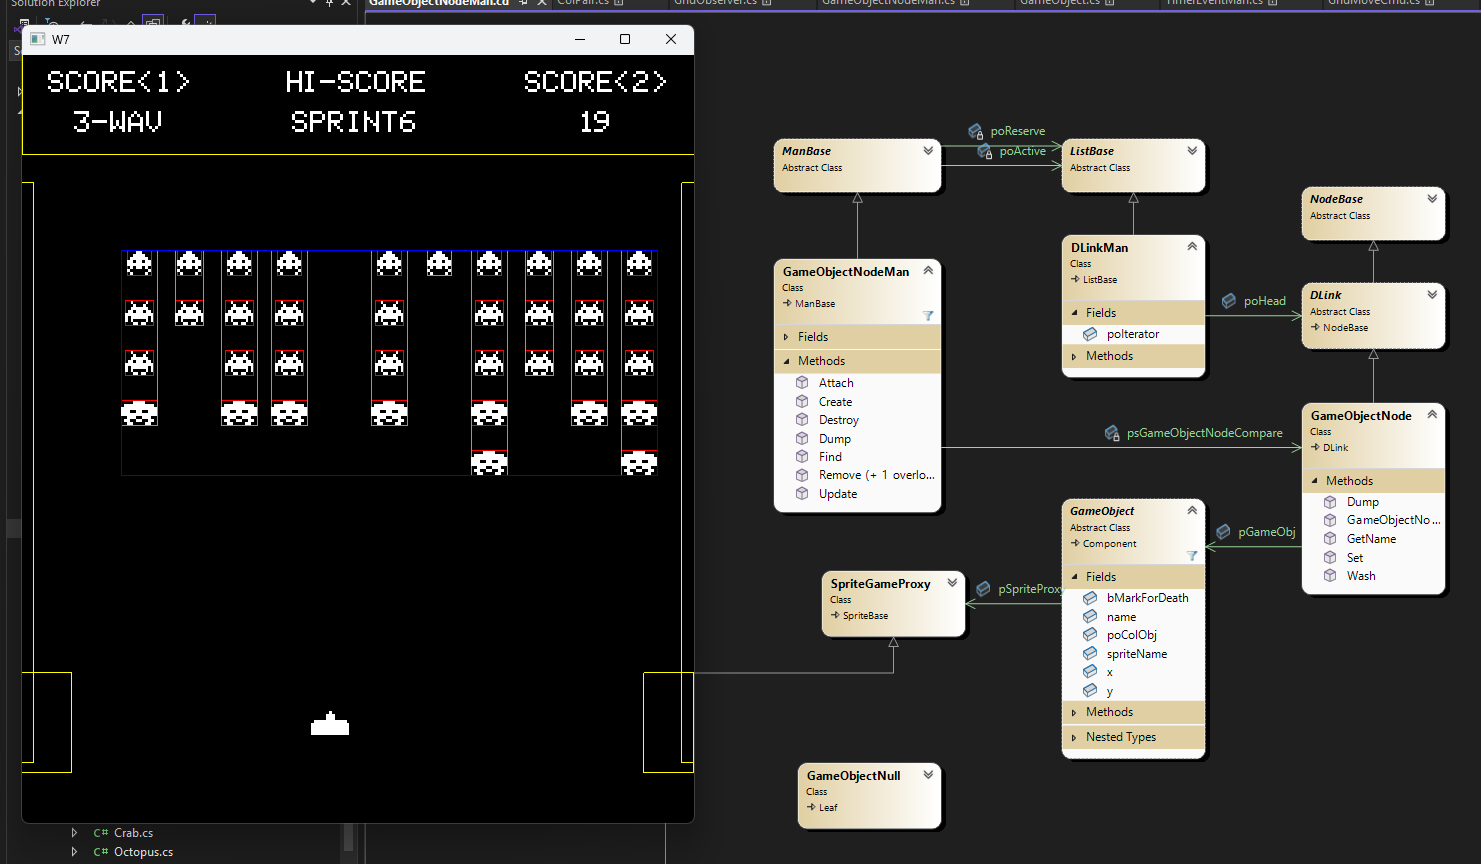 Solution Explorer
GameObjectNodeMan.cd
ColPair.cs
GridObserver.cs
GameObjectNodeMan.cs
GameObject.cs
TimerEventMan.cs
GridMoveCmd.cs
W7
SCORE<1>
HI-SCORE
SCORE<2>
3-WAV
SPRINT6
19
ManBase
Abstract Class
poReserve
poActive
ListBase
Abstract Class
NodeBase
Abstract Class
GameObjectNodeMan
Class
ManBase
Fields
Methods
Attach
Create
Destroy
Dump
Find
Remove (+ 1 overlo...
Update
DLinkMan
Class
ListBase
Fields
poIterator
Methods
poHead
DLink
Abstract Class
NodeBase
psGameObjectNodeCompare
GameObjectNode
Class
DLink
Methods
Dump
GameObjectNo...
GetName
Set
Wash
pGameObj
GameObject
Abstract Class
Component
Fields
bMarkForDeath
name
poColObj
spriteName
x
y
Methods
Nested Types
SpriteGameProxy
Class
SpriteBase
pSpriteProxy
GameObjectNull
Class
Leaf
C# Crab.cs
C# Octopus.cs